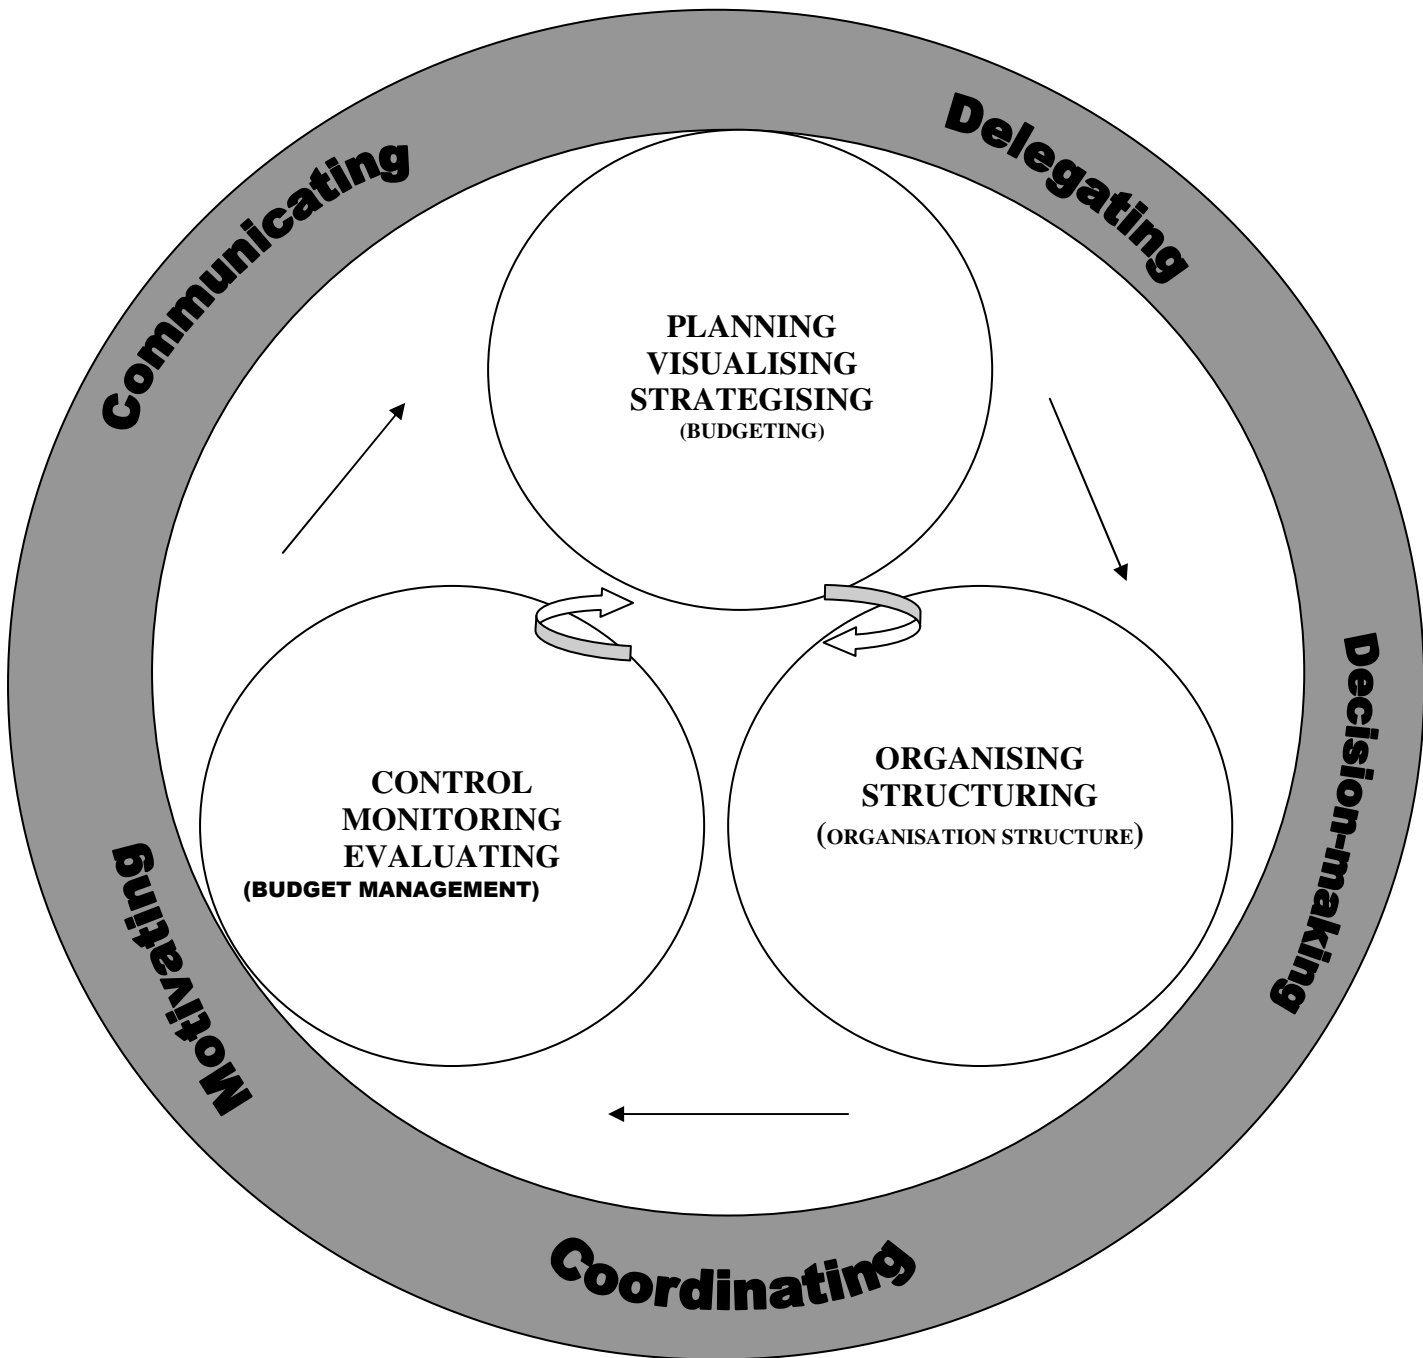 Communicating
Delegating
PLANNING
VISUALISING
STRATEGISING
(BUDGETING)
Decision-making
ORGANISING
STRUCTURING
(ORGANISATION STRUCTURE)
CONTROL
MONITORING
EVALUATING
(BUDGET MANAGEMENT)
Motivating
Coordinating